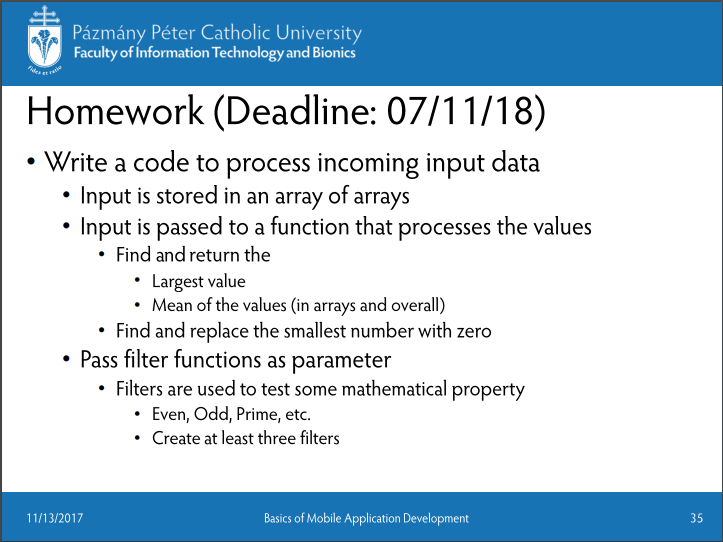 Pázmány Péter Catholic University
Faculty of Information Technology and Bionics
fides et ratio
Homework (Deadline: 07/11/18)
• Write a code to process incoming input data
• Input is stored in an array of arrays
• Input is passed to a function that processes the values
• Find and return the
• Largest value
• Mean of the values (in arrays and overall)
• Find and replace the smallest number with zero
• Pass filter functions as parameter
• Filters are used to test some mathematical property
• Even, Odd, Prime, etc.
• Create at least three filters
11/13/2017
Basics of Mobile Application Development
35